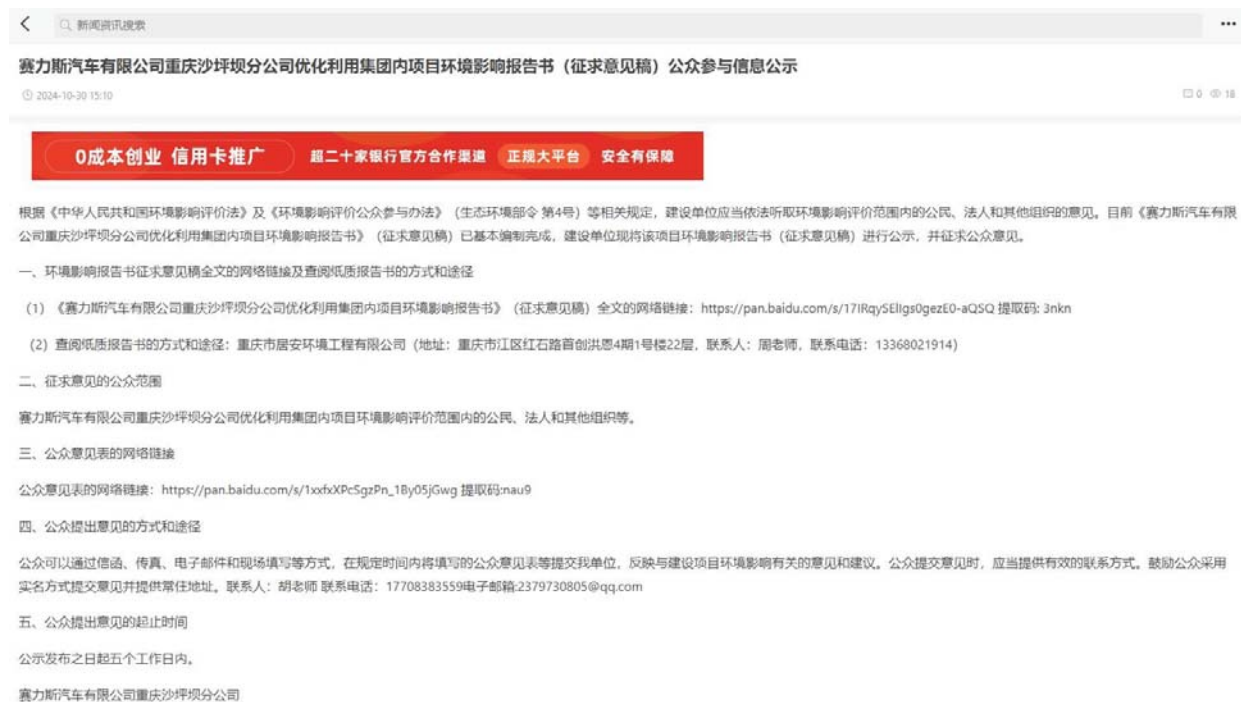 新闻资讯搜索
赛力斯汽车有限公司重庆沙坪坝分公司优化利用集团内项目环境影响报告书（征求意见稿）公众参与信息公示
2024-10-30 15:10
0 18
0成本创业 信用卡推广 超二十家银行官方合作渠道 正规大平台 安全有保障
根据《中华人民共和国环境影响评价法》及《环境影响评价公众参与办法》（生态环境部令 第4号）等相关规定，建设单位应当依法听取环境影响评价范围内的公民、法人和其他组织的意见。目前《赛力斯汽车有限
公司重庆沙坪坝分公司优化利用集团内项目环境影响报告书》（征求意见稿）已基本编制完成，建设单位现将该项目环境影响报告书（征求意见稿）进行公示，并征求公众意见。
一、环境影响报告书征求意见稿全文的网络链接及查阅纸质报告书的方式和途径
（1）《赛力斯汽车有限公司重庆沙坪坝分公司优化利用集团内项目环境影响报告书》（征求意见稿）全文的网络链接：https://pan.baidu.com/s/17IRqySElIgs0gezE0-aQSQ 提取码: 3nkn
（2）查阅纸质报告书的方式和途径：重庆市居安环境工程有限公司（地址：重庆市江区红石路首创洪恩4期1号楼22层，联系人：周老师，联系电话：13368021914）
二、征求意见的公众范围
赛力斯汽车有限公司重庆沙坪坝分公司优化利用集团内项目环境影响评价范围内的公民、法人和其他组织等。
三、公众意见表的网络链接
公众意见表的网络链接：https://pan.baidu.com/s/1xxfxXPcSgzPn_1By05jGwg 提取码:nau9
四、公众提出意见的方式和途径
公众可以通过信函、传真、电子邮件和现场填写等方式，在规定时间内将填写的公众意见表等提交我单位，反映与建设项目环境影响有关的意见和建议。公众提交意见时，应当提供有效的联系方式。鼓励公众采用
实名方式提交意见并提供常住地址。联系人：胡老师 联系电话：17708383559电子邮箱:2379730805@qq.com
五、公众提出意见的起止时间
公示发布之日起五个工作日内。
赛力斯汽车有限公司重庆沙坪坝分公司